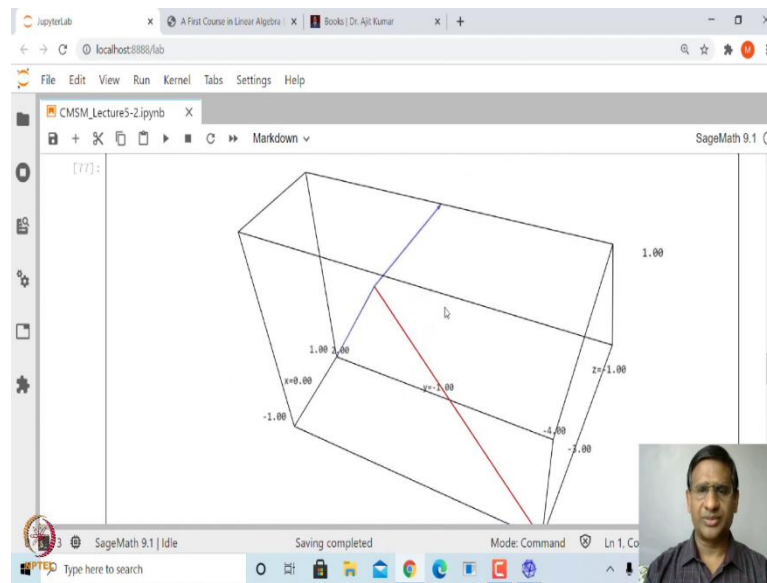 JupyterLab
A First Course in Linear Algebra |
Books | Dr. Ajit Kumar
localhost:8888/lab
M
File Edit View Run Kernel Tabs Settings Help
CMSM_Lecture5-2.ipynb
Markdown
SageMath 9.1
[77]:
1.00
1.00 2.00
z=-1.00
x=0.00
y=-1.00
-1.00
-4.00
-3.00
3 SageMath 9.1 | Idle Saving completed Mode: Command Ln 1, Co
NPTEL
Type here to search